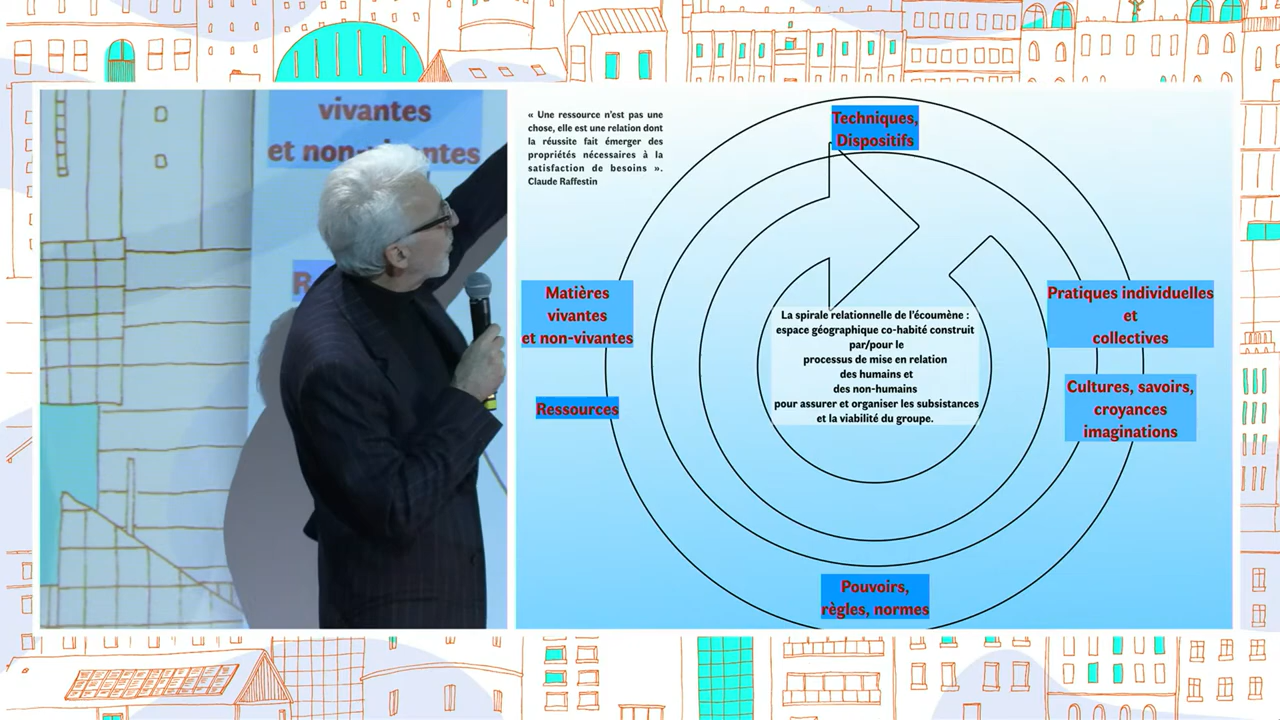 vivantes
et non-vivantes
R
« Une ressource n'est pas une
chose, elle est une relation dont
la réussite fait émerger des
propriétés nécessaires à la
satisfaction de besoins ».
Claude Raffestin
Techniques,
Dispositifs
Matières
vivantes
et non-vivantes
Ressources
La spirale relationnelle de l'écoumène :
espace géographique co-habité construit
par/pour le
processus de mise en relation
des humains et
des non-humains
pour assurer et organiser les subsistances
et la viabilité du groupe.
Pratiques individuelles
et
collectives
Cultures, savoirs,
croyances
imaginations
Pouvoirs,
règles, normes